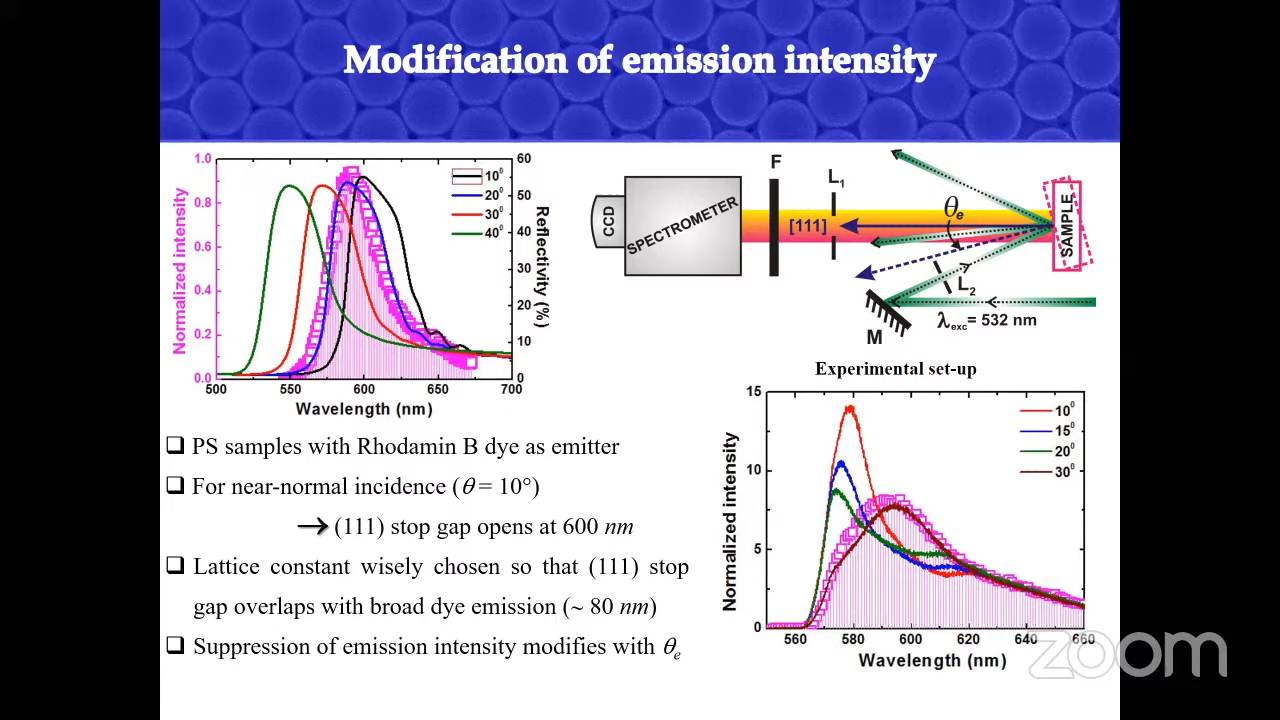 Modification of emission intensity
1.0
0.8
0.6
0.4
0.2
0.0
Normalized intensity
500
550
600
650
700
Wavelength (nm)
60
50
40
30
20
10
0
Reflectivity (%)
10⁰
20⁰
30⁰
40⁰
CCD
SPECTROMETER
F
L₁
[111]
θe
SAMPLE
L₂
M
λexc= 532 nm
Experimental set-up
❑ PS samples with Rhodamin B dye as emitter
❑ For near-normal incidence (θ = 10°)
→ (111) stop gap opens at 600 nm
❑ Lattice constant wisely chosen so that (111) stop
gap overlaps with broad dye emission (~ 80 nm)
❑ Suppression of emission intensity modifies with θe
15
10
5
0
Normalized intensity
10⁰
15⁰
20⁰
30⁰
560
580
600
620
640
660
Wavelength (nm)
zoom